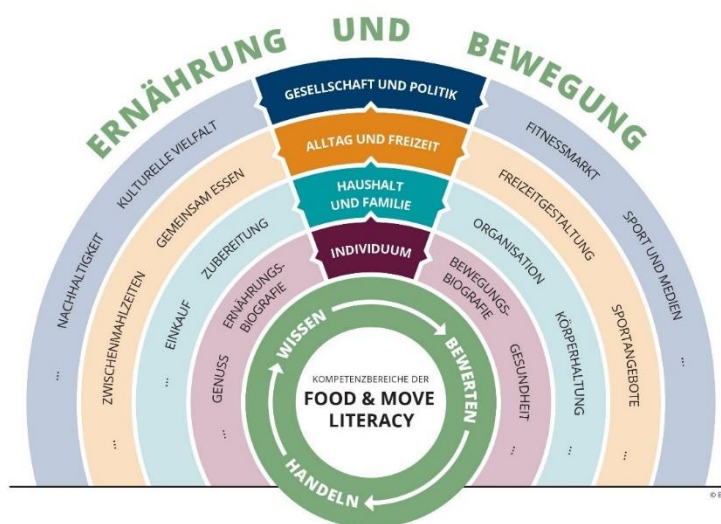 ERNÄHRUNG UND BEWEGUNG
GESELLSCHAFT UND POLITIK
ALLTAG UND FREIZEIT
HAUSHALT
UND FAMILIE
INDIVIDUUM
NACHHALTIGKEIT
KULTURELLE VIELFALT
...
ZWISCHENMAHLZEITEN
GEMEINSAM ESSEN
...
EINKAUF
ZUBEREITUNG
...
GENUSS
ERNÄHRUNGS-
BIOGRAFIE
...
FITNESSMARKT
SPORT UND MEDIEN
...
FREIZEITGESTALTUNG
SPORTANGEBOTE
...
ORGANISATION
KÖRPERHALTUNG
...
BEWEGUNGS-
BIOGRAFIE
GESUNDHEIT
...
WISSEN
BEWERTEN
HANDELN
KOMPETENZBEREICHE DER
FOOD & MOVE
LITERACY
©